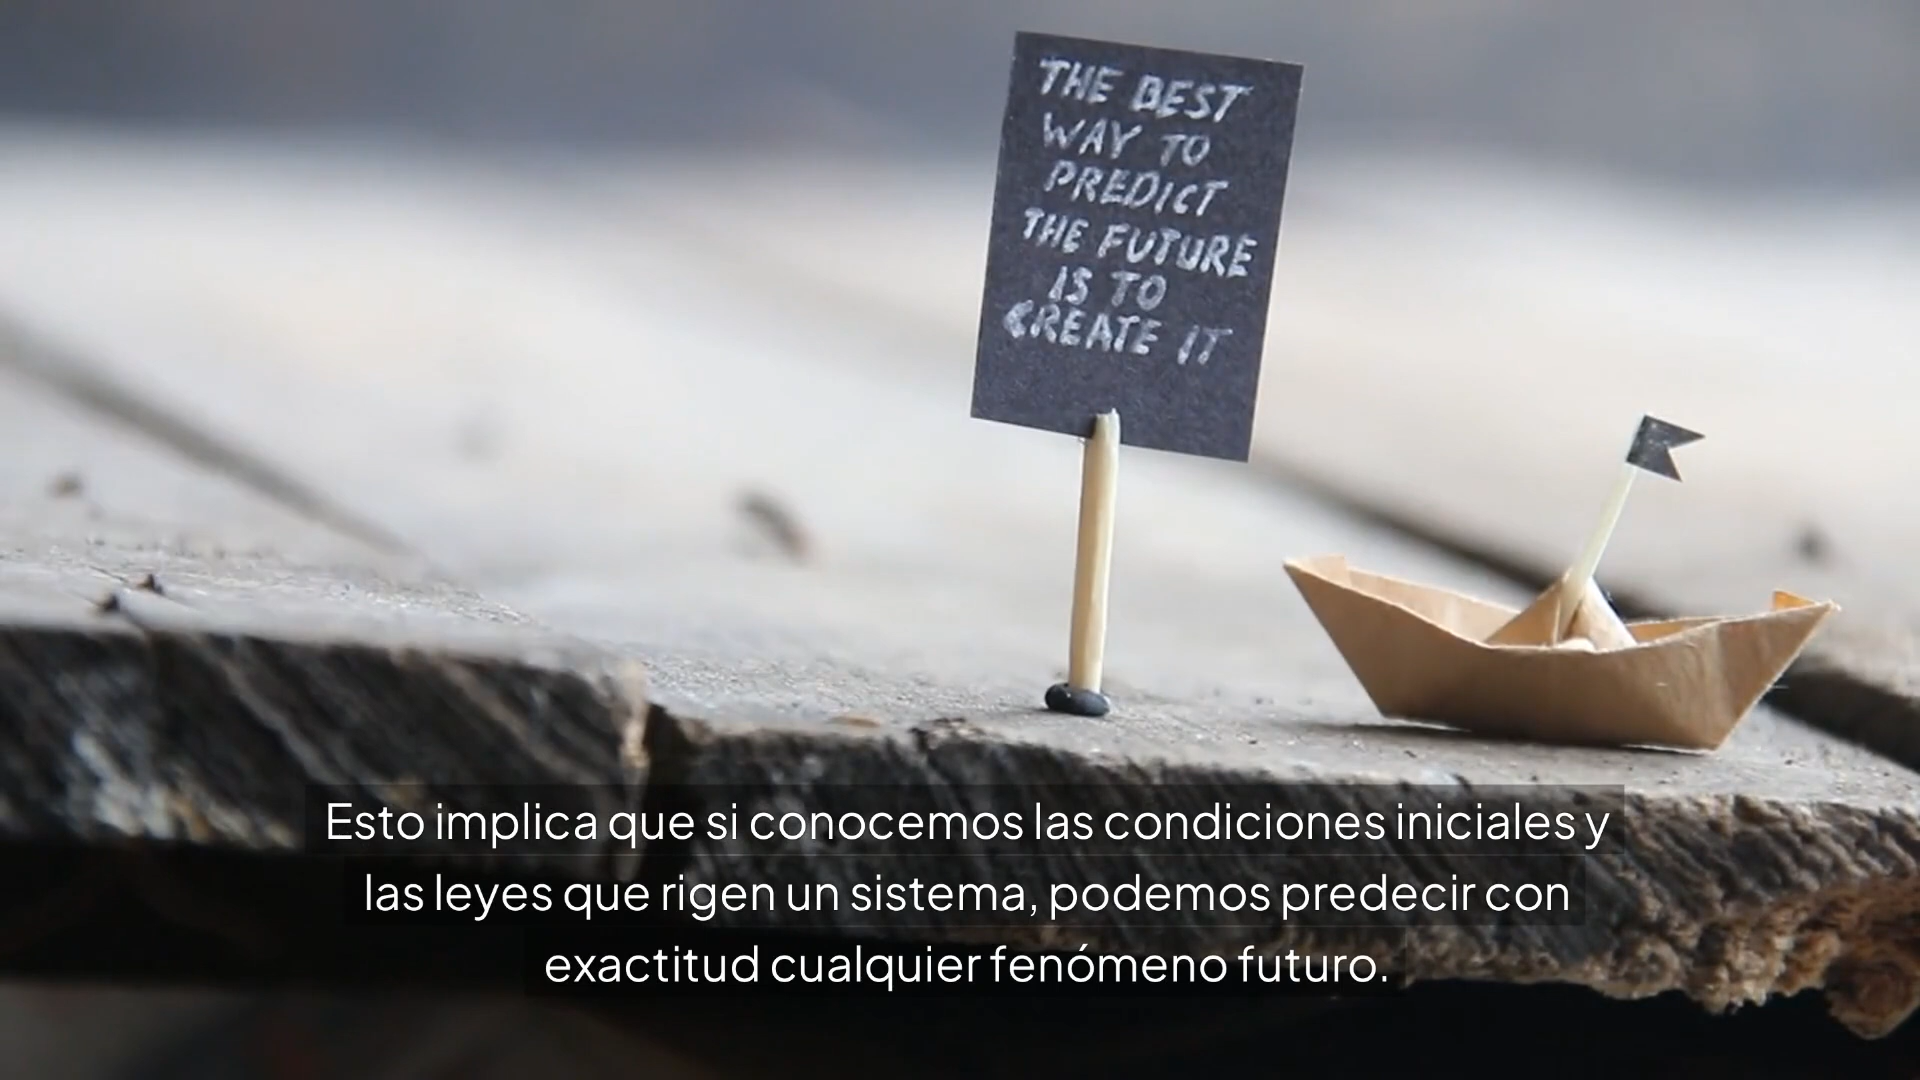 THE BEST
WAY TO
PREDICT
THE FUTURE
IS TO
CREATE IT
Esto implica que si conocemos las condiciones iniciales y
las leyes que rigen un sistema, podemos predecir con
exactitud cualquier fenómeno futuro.